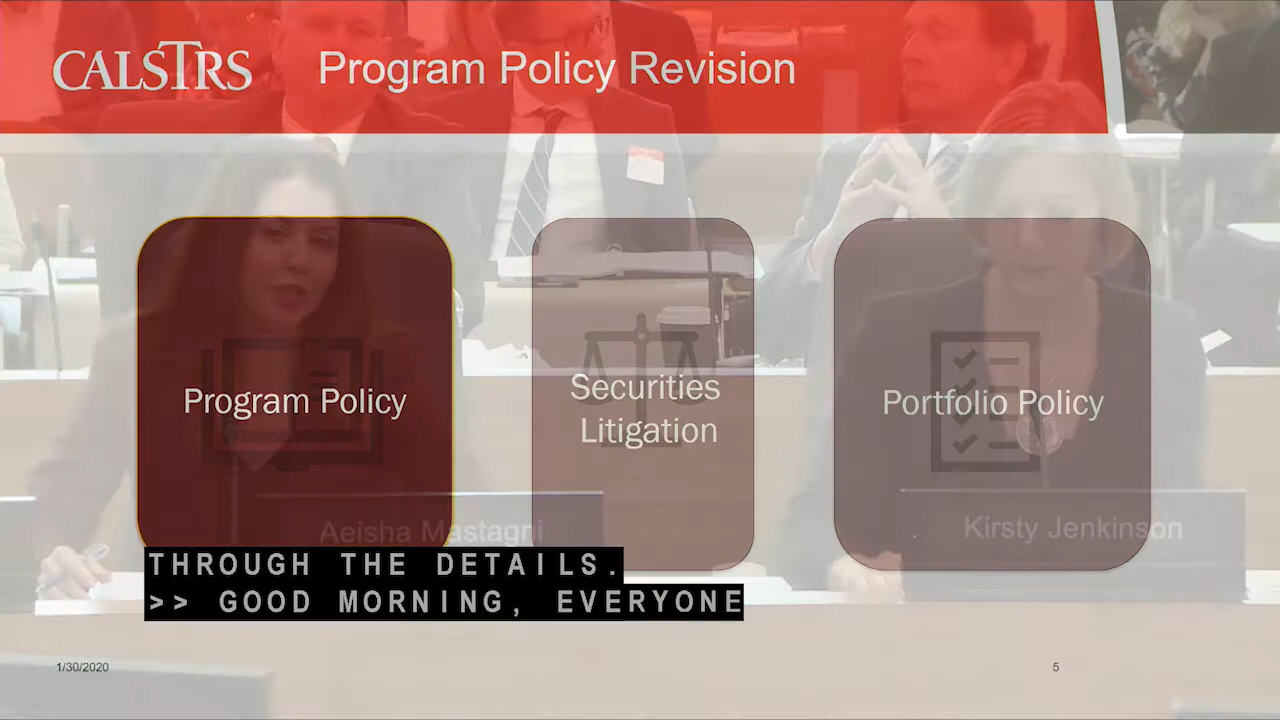 CALSTRS
Program Policy Revision
Program Policy
Securities
Litigation
Portfolio Policy
Aeisha Mastagni
Kirsty Jenkinson
THROUGH THE DETAILS.
>> GOOD MORNING, EVERYONE
1/30/2020
5